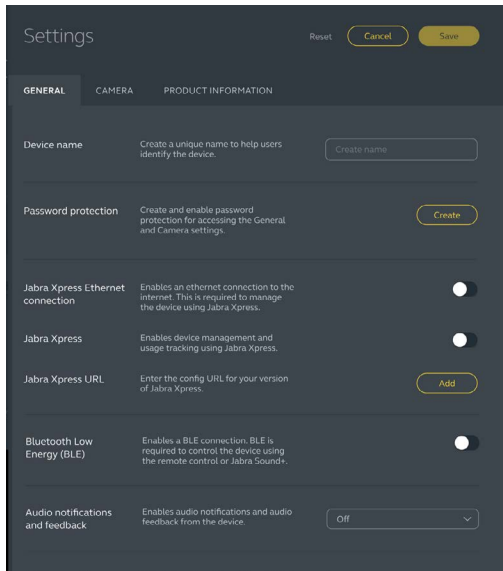 Settings
Reset
Cancel
Save
GENERAL
CAMERA
PRODUCT INFORMATION
Device name
Create a unique name to help users
identify the device.
Create name
Password protection
Create and enable password
protection for accessing the General
and Camera settings.
Create
Jabra Xpress Ethernet
connection
Enables an ethernet connection to the
internet. This is required to manage
the device using Jabra Xpress.
Jabra Xpress
Enables device management and
usage tracking using Jabra Xpress.
Jabra Xpress URL
Enter the config URL for your version
of Jabra Xpress.
Add
Bluetooth Low
Energy (BLE)
Enables a BLE connection. BLE is
required to control the device using
the remote control or Jabra Sound+.
Audio notifications
and feedback
Enables audio notifications and audio
feedback from the device.
Off